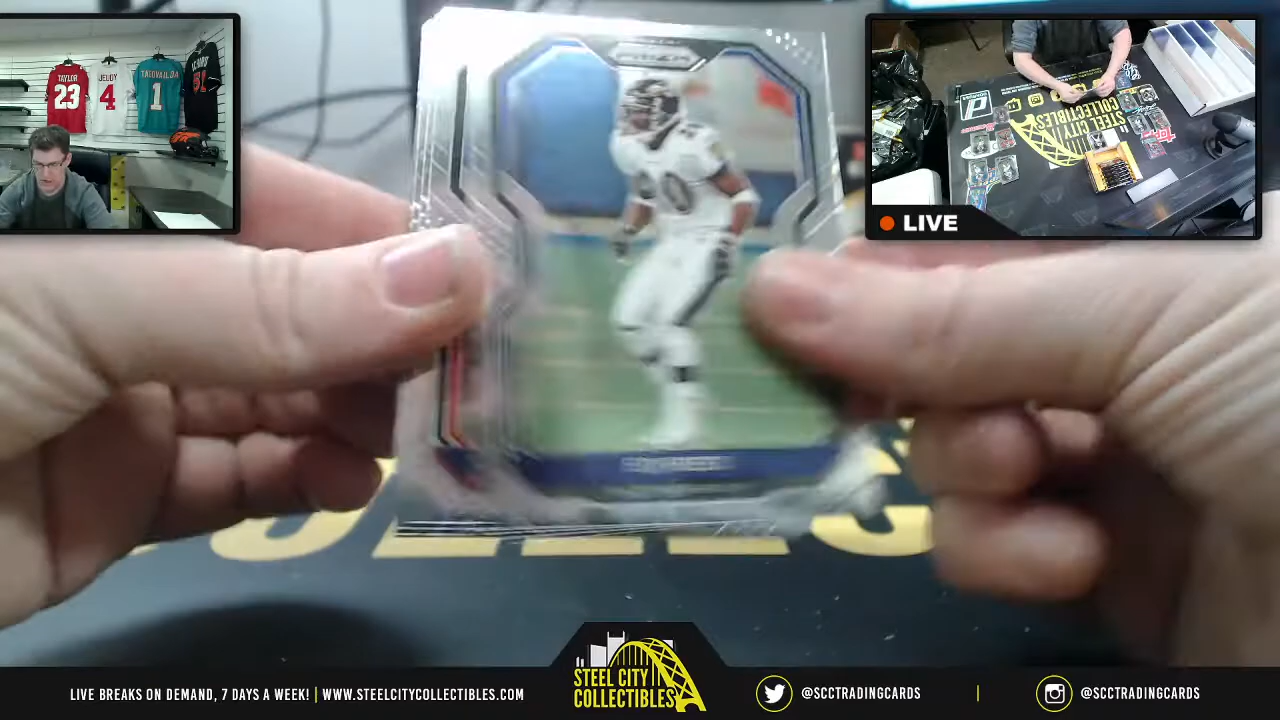 TAYLOR
23
JEUDY
4
TAGOVAILOA
1
PRIZM
20
STEEL CITY
COLLECTIBLES
LIVE
LIVE BREAKS ON DEMAND, 7 DAYS A WEEK! | WWW.STEELCITYCOLLECTIBLES.COM
STEEL CITY
COLLECTIBLES
@SCCTRADINGCARDS
@SCCTRADINGCARDS